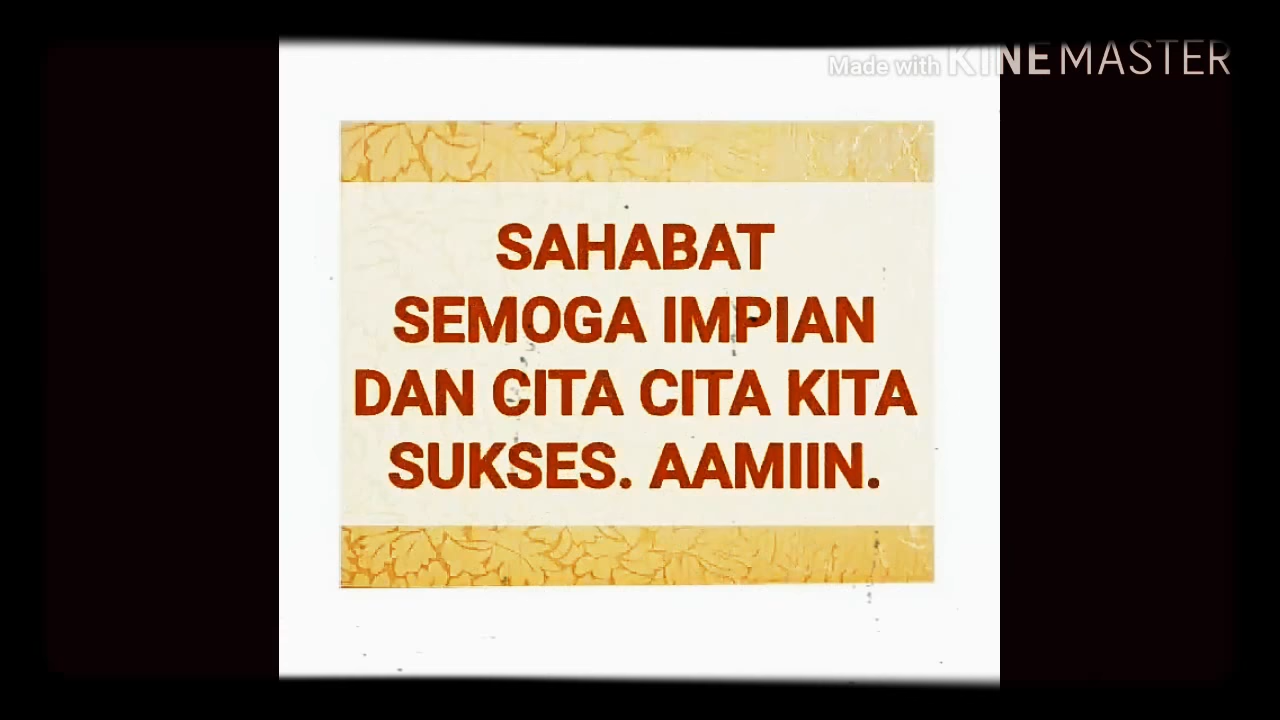 Made with KINEMASTER
SAHABAT
SEMOGA IMPIAN
DAN CITA CITA KITA
SUKSES. AAMIIN.